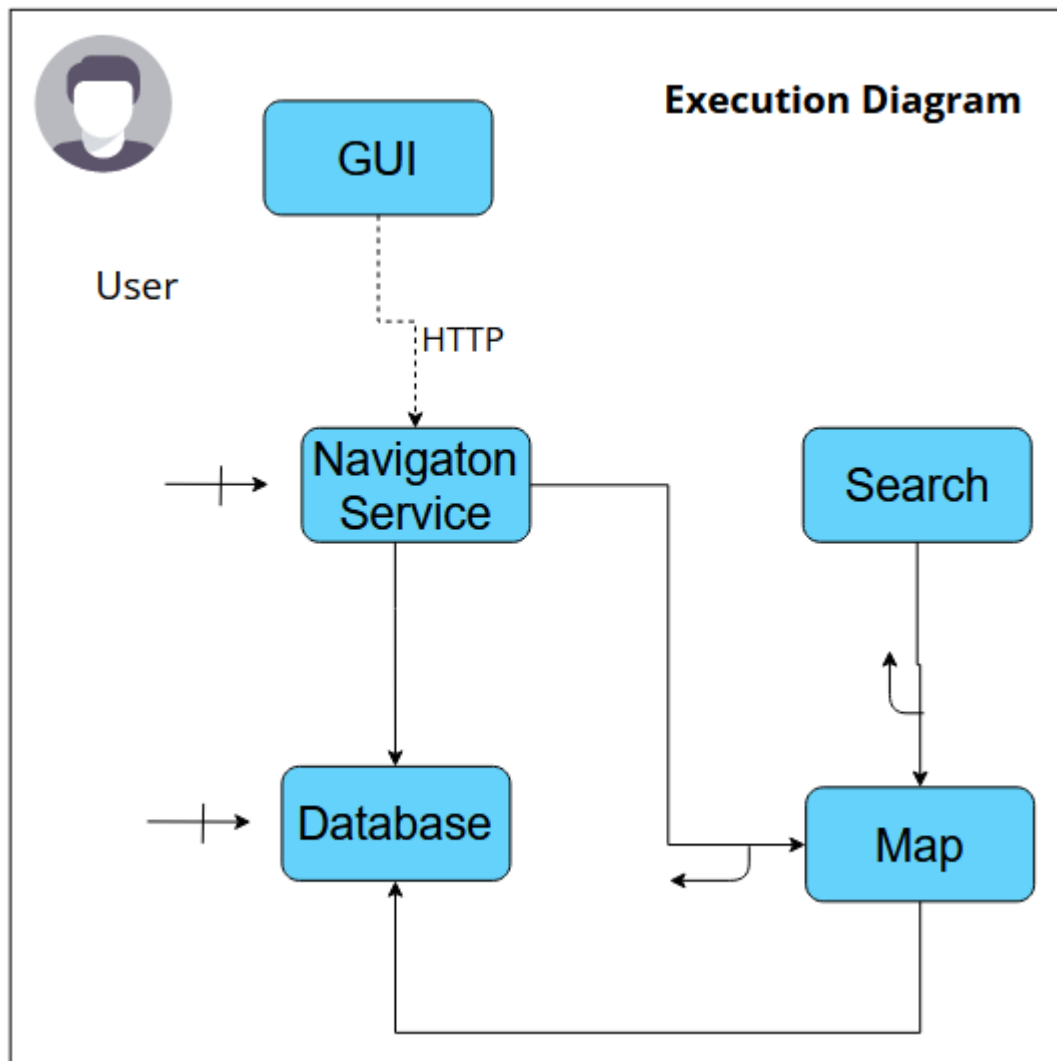 Execution Diagram
GUI
User
HTTP
Navigaton
Service
Search
Database
Map